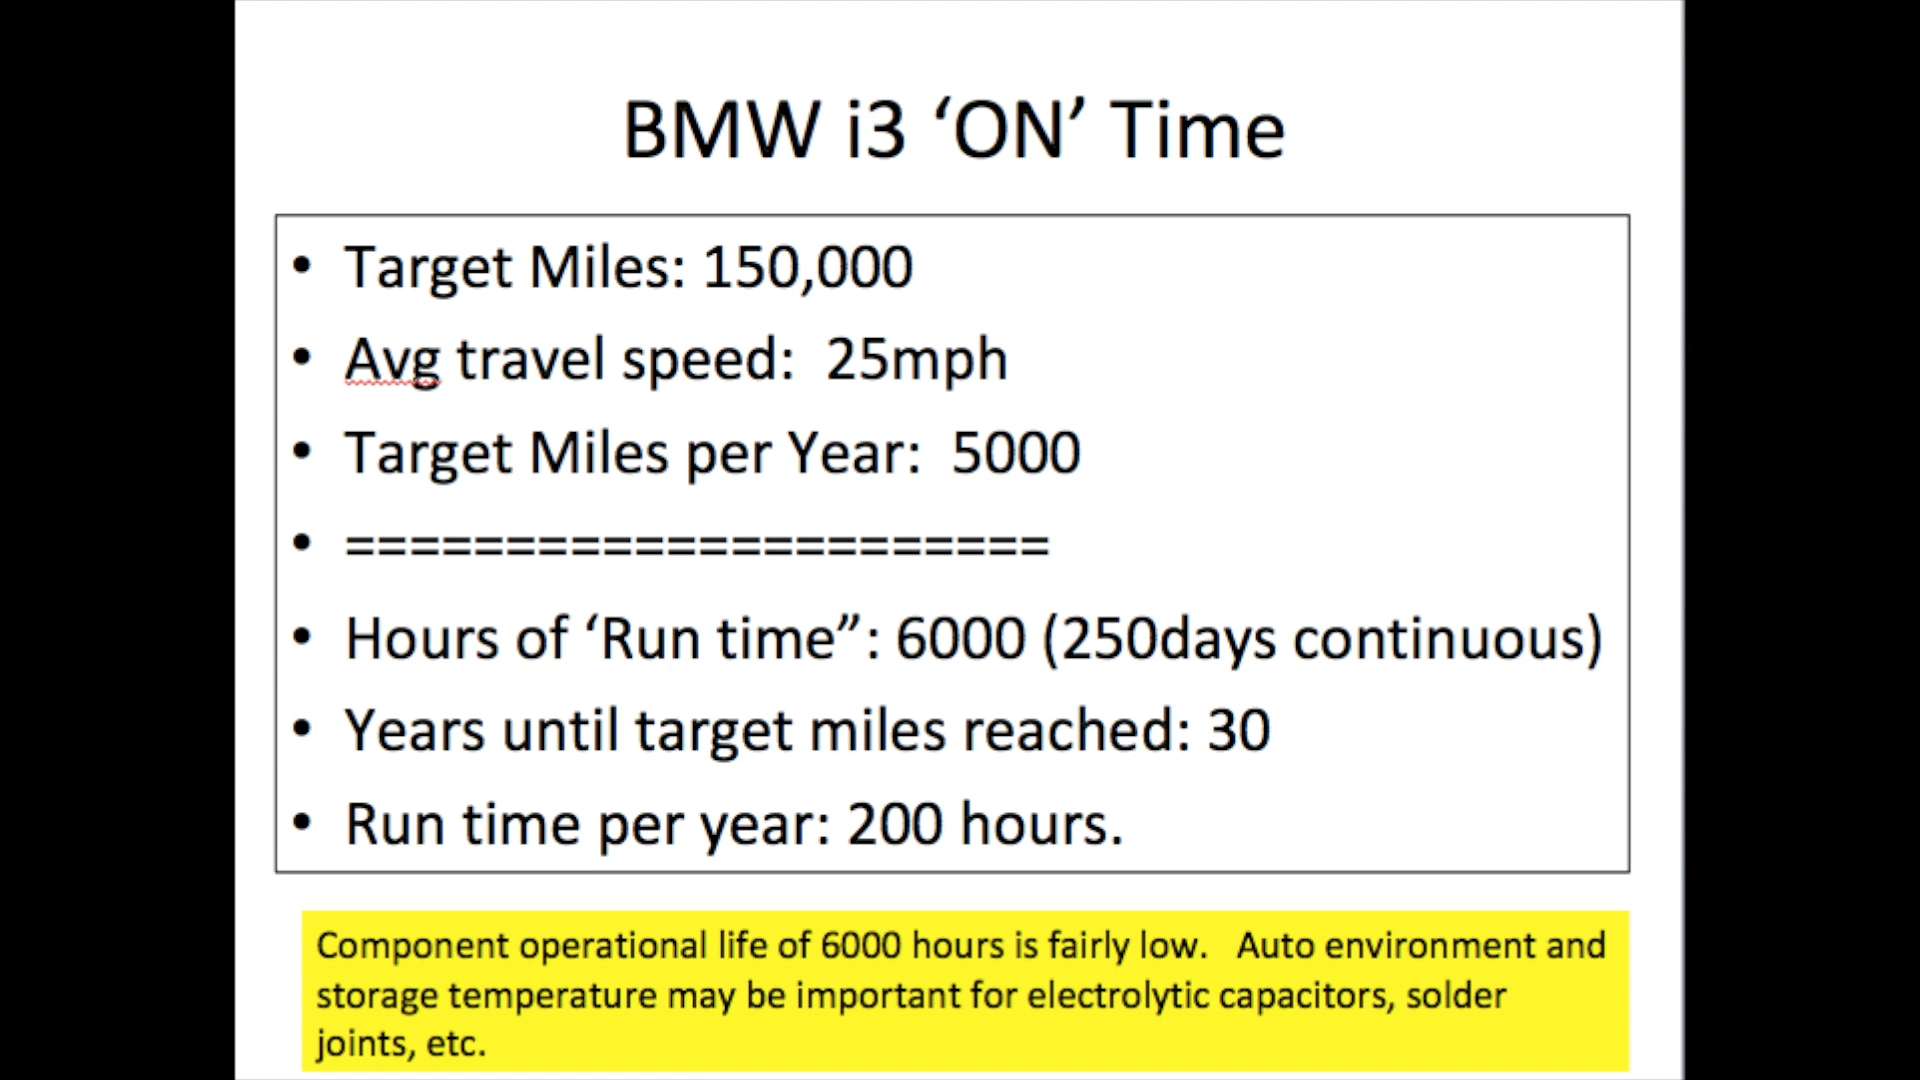 BMW i3 ‘ON’ Time
• Target Miles: 150,000
• Avg travel speed:  25mph
• Target Miles per Year:  5000
• ======================
• Hours of ‘Run time”: 6000 (250days continuous)
• Years until target miles reached: 30
• Run time per year: 200 hours.
Component operational life of 6000 hours is fairly low.   Auto environment and
storage temperature may be important for electrolytic capacitors, solder
joints, etc.